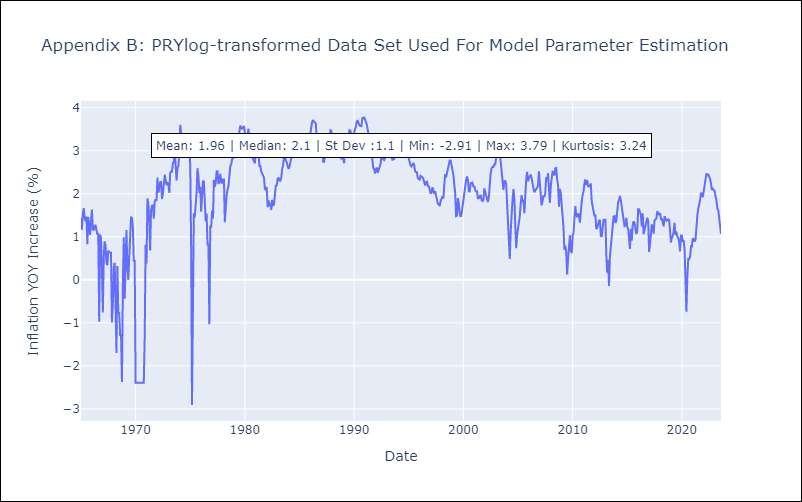 Appendix B: PRYlog-transformed Data Set Used For Model Parameter Estimation
Mean: 1.96 | Median: 2.1 | St Dev :1.1 | Min: -2.91 | Max: 3.79 | Kurtosis: 3.24
Inflation YOY Increase (%)
4
3
2
1
0
−1
−2
−3
1970 1980 1990 2000 2010 2020
Date